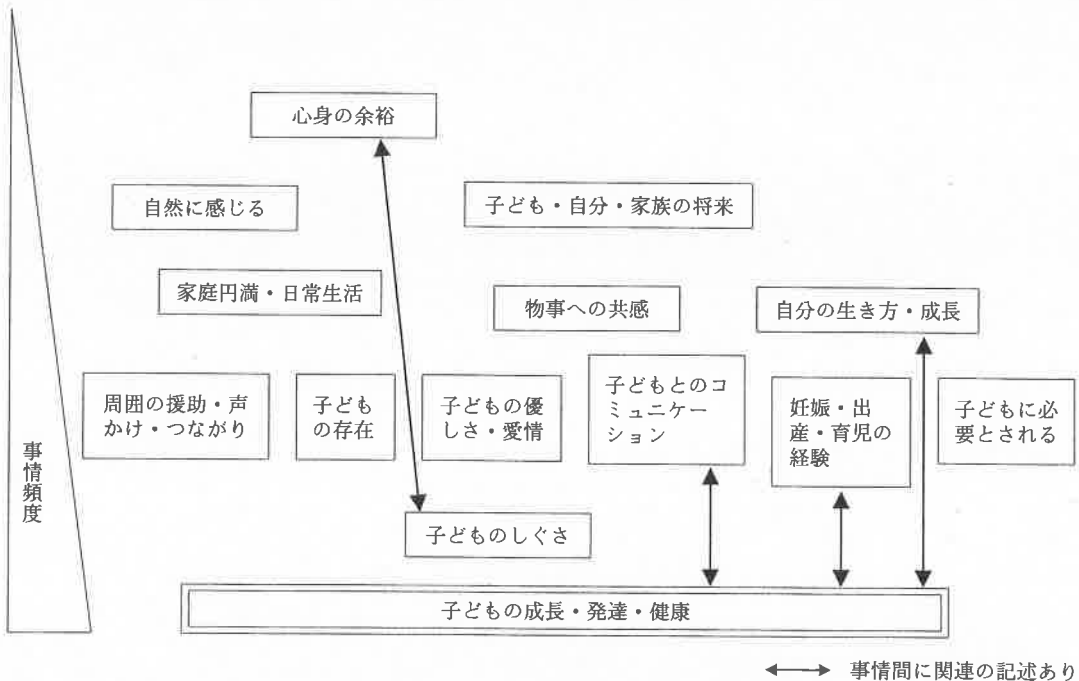 心身の余裕
自然に感じる
子ども・自分・家族の将来
家庭円満・日常生活
物事への共感
自分の生き方・成長
周囲の援助・声
かけ・つながり
子ども
の存在
子どもの優
しさ・愛情
子どもとのコ
ミュニケー
ション
妊娠・出
産・育児の
経験
子どもに必
要とされる
事情頻度
子どものしぐさ
子どもの成長・発達・健康
事情間に関連の記述あり